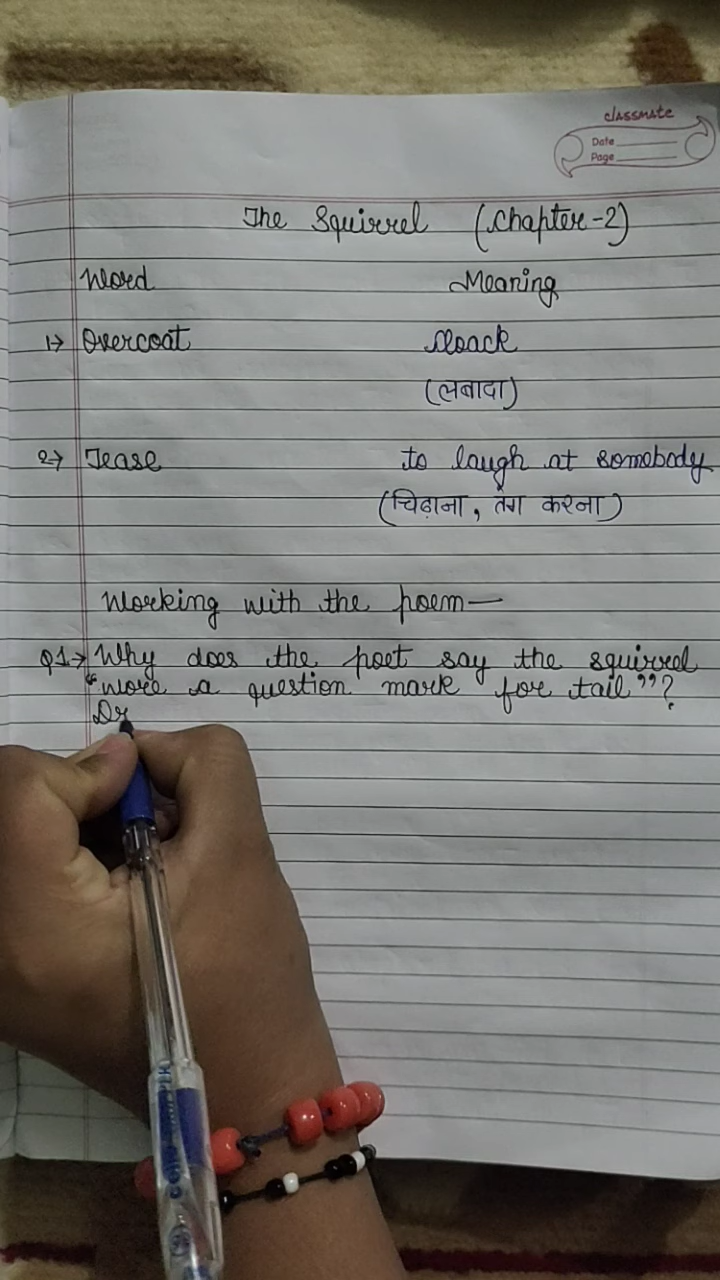 classmate
Date
Page
The Squirrel (Chapter-2)
Word Meaning
1→ Overcoat cloack
(लबादा)
2→ Tease to laugh at somebody
(चिढ़ाना, तंग करना)
Working with the poem—
Q1→ Why does the poet say the squirrel
"wore a question mark for tail"?